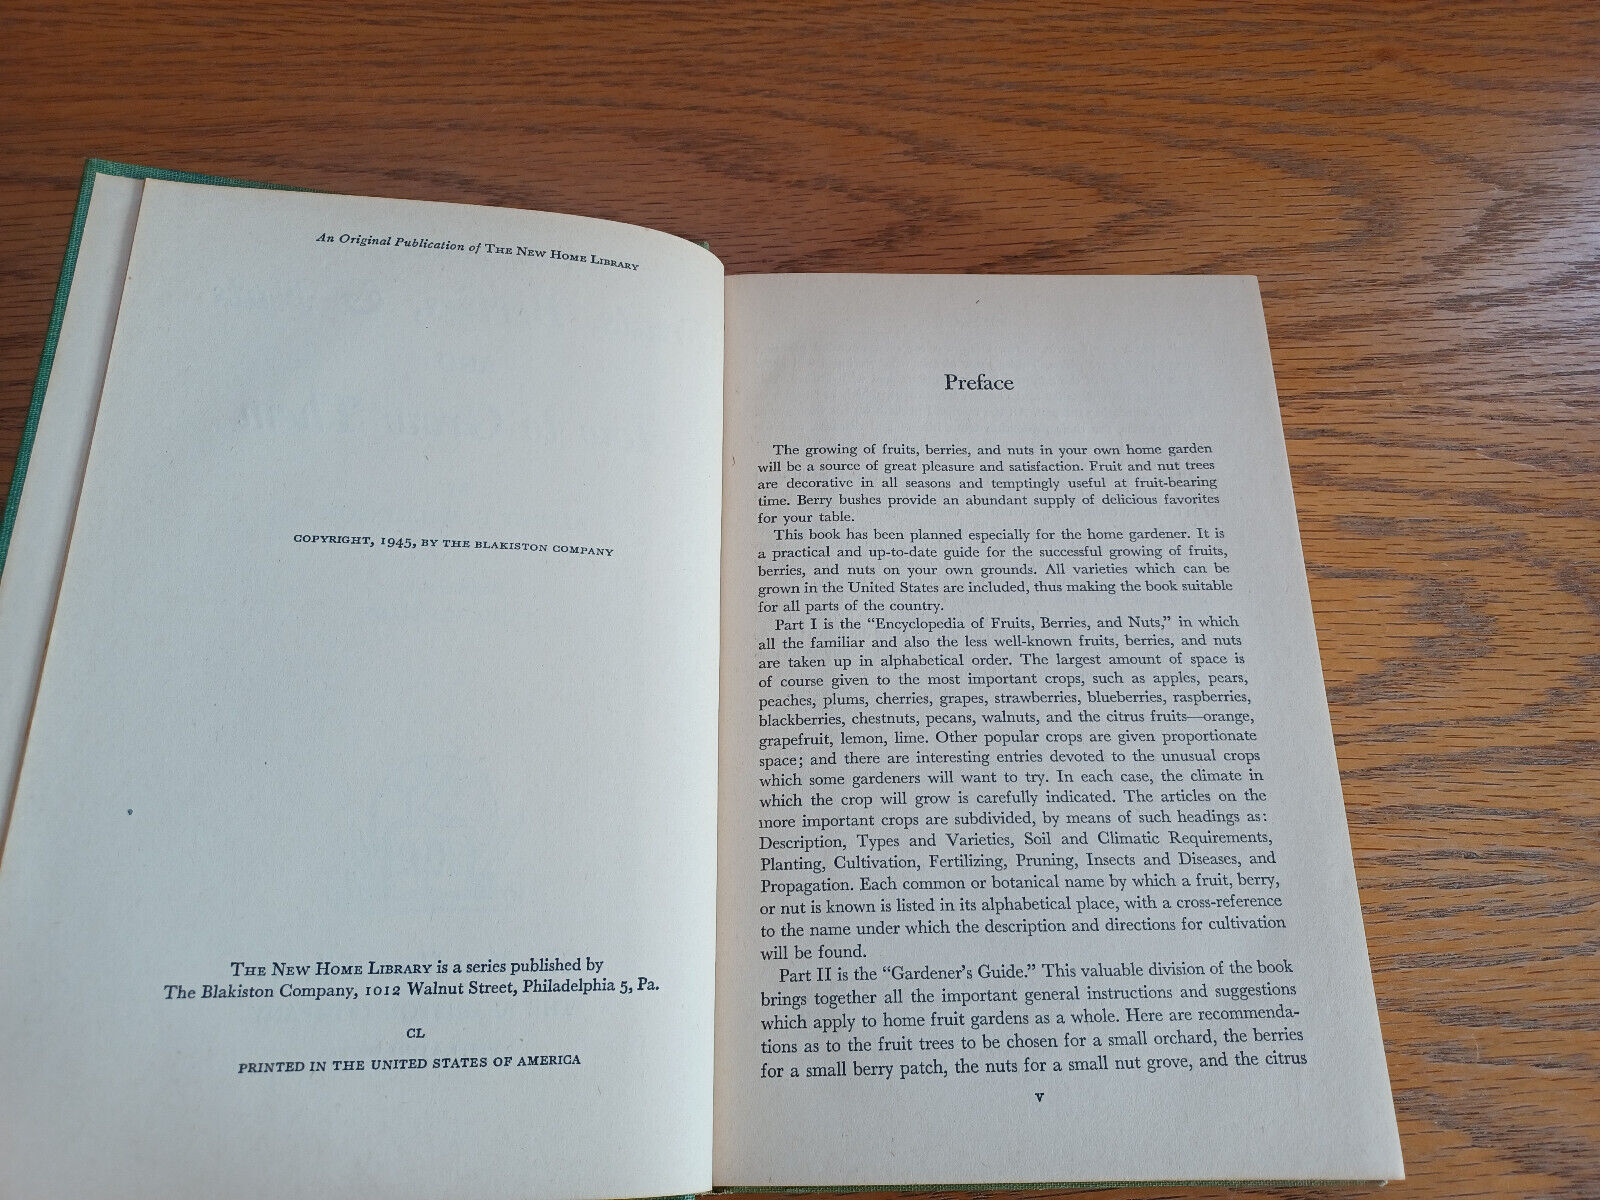 An Original Publication of THE NEW HOME LIBRARY
COPYRIGHT, 1945, BY THE BLAKISTON COMPANY
THE NEW HOME LIBRARY is a series published by
The Blakiston Company, 1012 Walnut Street, Philadelphia 5, Pa.
CL
PRINTED IN THE UNITED STATES OF AMERICA
Preface
The growing of fruits, berries, and nuts in your own home garden
will be a source of great pleasure and satisfaction. Fruit and nut trees
are decorative in all seasons and temptingly useful at fruit-bearing
time. Berry bushes provide an abundant supply of delicious favorites
for your table.
This book has been planned especially for the home gardener. It is
a practical and up-to-date guide for the successful growing of fruits,
berries, and nuts on your own grounds. All varieties which can be
grown in the United States are included, thus making the book suitable
for all parts of the country.
Part I is the “Encyclopedia of Fruits, Berries, and Nuts,” in which
all the familiar and also the less well-known fruits, berries, and nuts
are taken up in alphabetical order. The largest amount of space is
of course given to the most important crops, such as apples, pears,
peaches, plums, cherries, grapes, strawberries, blueberries, raspberries,
blackberries, chestnuts, pecans, walnuts, and the citrus fruits—orange,
grapefruit, lemon, lime. Other popular crops are given proportionate
space; and there are interesting entries devoted to the unusual crops
which some gardeners will want to try. In each case, the climate in
which the crop will grow is carefully indicated. The articles on the
more important crops are subdivided, by means of such headings as:
Description, Types and Varieties, Soil and Climatic Requirements,
Planting, Cultivation, Fertilizing, Pruning, Insects and Diseases, and
Propagation. Each common or botanical name by which a fruit, berry,
or nut is known is listed in its alphabetical place, with a cross-reference
to the name under which the description and directions for cultivation
will be found.
Part II is the “Gardener’s Guide.” This valuable division of the book
brings together all the important general instructions and suggestions
which apply to home fruit gardens as a whole. Here are recommenda-
tions as to the fruit trees to be chosen for a small orchard, the berries
for a small berry patch, the nuts for a small nut grove, and the citrus
v